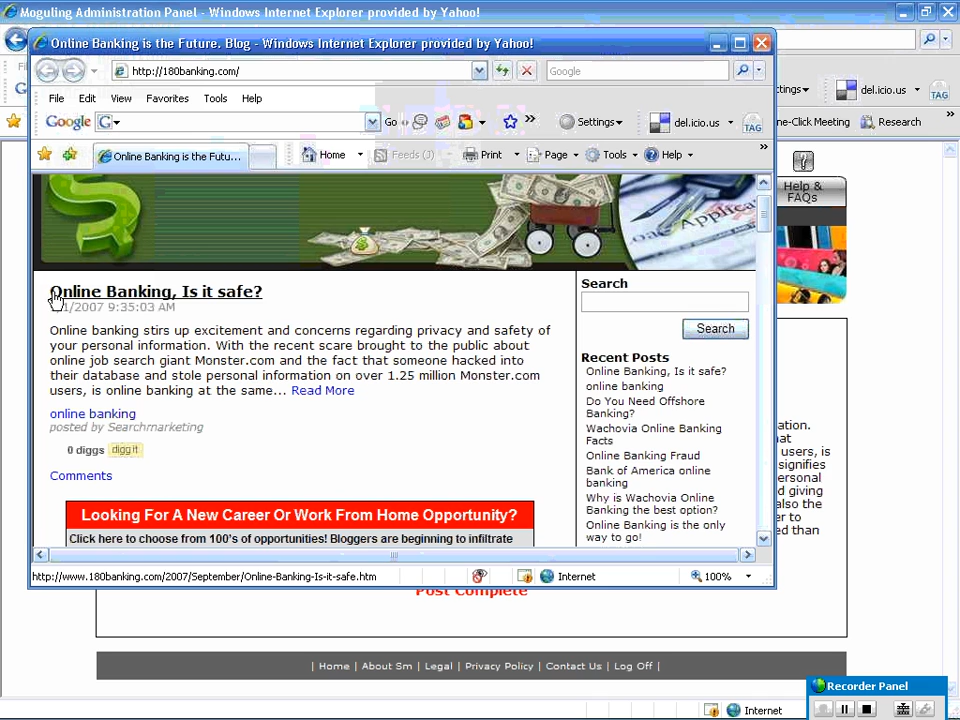 Moguling Administration Panel - Windows Internet Explorer provided by Yahoo!
Online Banking is the Future. Blog - Windows Internet Explorer provided by Yahoo!
http://180banking.com/
Google
File Edit View Favorites Tools Help
Google G Go Settings del.icio.us TAG
Online Banking is the Futu... Home Feeds (J) Print Page Tools Help
ttings del.icio.us TAG
ne-Click Meeting Research
Help &
FAQs
Online Banking, Is it safe?
1/2007 9:35:03 AM
Online banking stirs up excitement and concerns regarding privacy and safety of
your personal information. With the recent scare brought to the public about
online job search giant Monster.com and the fact that someone hacked into
their database and stole personal information on over 1.25 million Monster.com
users, is online banking at the same... Read More
online banking
posted by Searchmarketing
0 diggs digg it
Comments
Looking For A New Career Or Work From Home Opportunity?
Click here to choose from 100's of opportunities! Bloggers are beginning to infiltrate
Search
Search
Recent Posts
Online Banking, Is it safe?
online banking
Do You Need Offshore
Banking?
Wachovia Online Banking
Facts
Online Banking Fraud
Bank of America online
banking
Why is Wachovia Online
Banking the best option?
Online Banking is the only
way to go!
ation.
at
users, is
signifies
ersonal
d giving
also the
er to
ed than
http://www.180banking.com/2007/September/Online-Banking-Is-it-safe.htm Internet 100%
Post Complete
| Home | About Sm | Legal | Privacy Policy | Contact Us | Log Off |
Recorder Panel
Internet